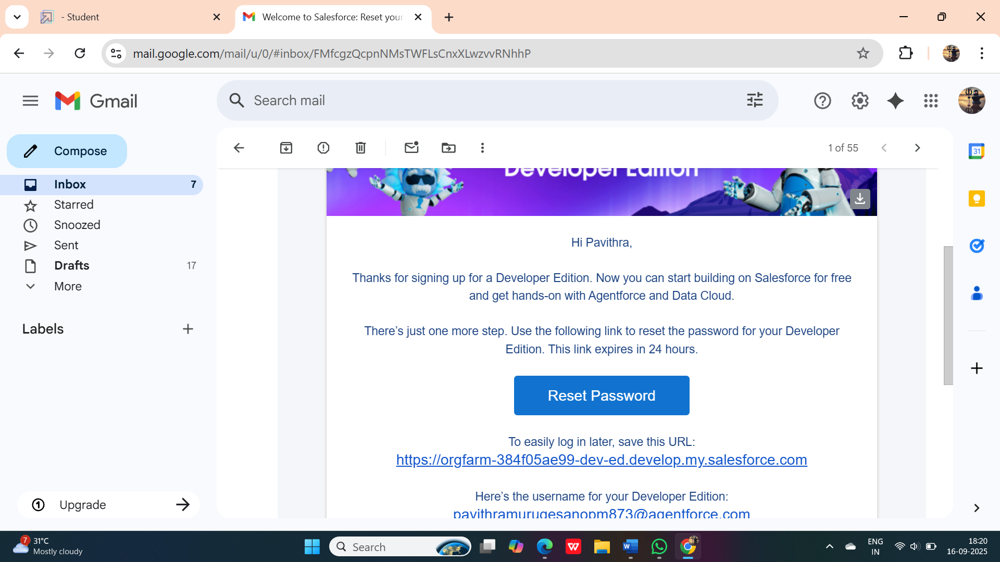 - Student
Welcome to Salesforce: Reset your
mail.google.com/mail/u/0/#inbox/FMfcgzQcpnNMsTWFLsCnxXLwzvvRNhhP
Gmail
Search mail
Compose
1 of 55
31
Inbox 7
Starred
Snoozed
Sent
Drafts 17
More
Labels
Upgrade
Developer Edition
Hi Pavithra,
Thanks for signing up for a Developer Edition. Now you can start building on Salesforce for free
and get hands-on with Agentforce and Data Cloud.
There’s just one more step. Use the following link to reset the password for your Developer
Edition. This link expires in 24 hours.
Reset Password
To easily log in later, save this URL:
https://orgfarm-384f05ae99-dev-ed.develop.my.salesforce.com
Here’s the username for your Developer Edition:
pavithramurugesanopm873@agentforce.com
7
31°C
Mostly cloudy
Search
W
W
ENG
IN
18:20
16-09-2025